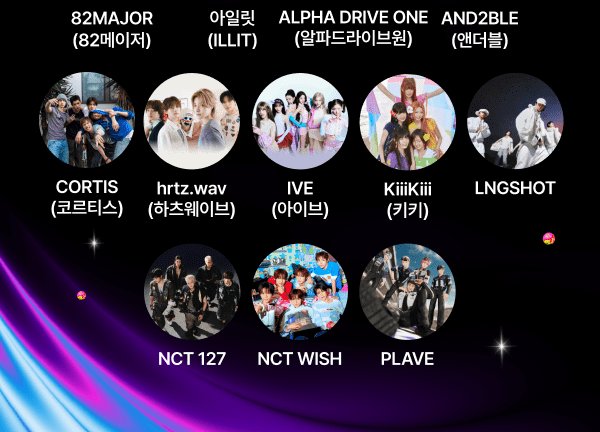 82MAJOR 아일릿 ALPHA DRIVE ONE AND2BLE
(82메이저) (ILLIT) (알파드라이브원) (앤더블)
CORTIS hrtz.wav IVE KiiiKiii LNGSHOT
(코르티스) (하츠웨이브) (아이브) (키키)
NCT 127 NCT WISH PLAVE